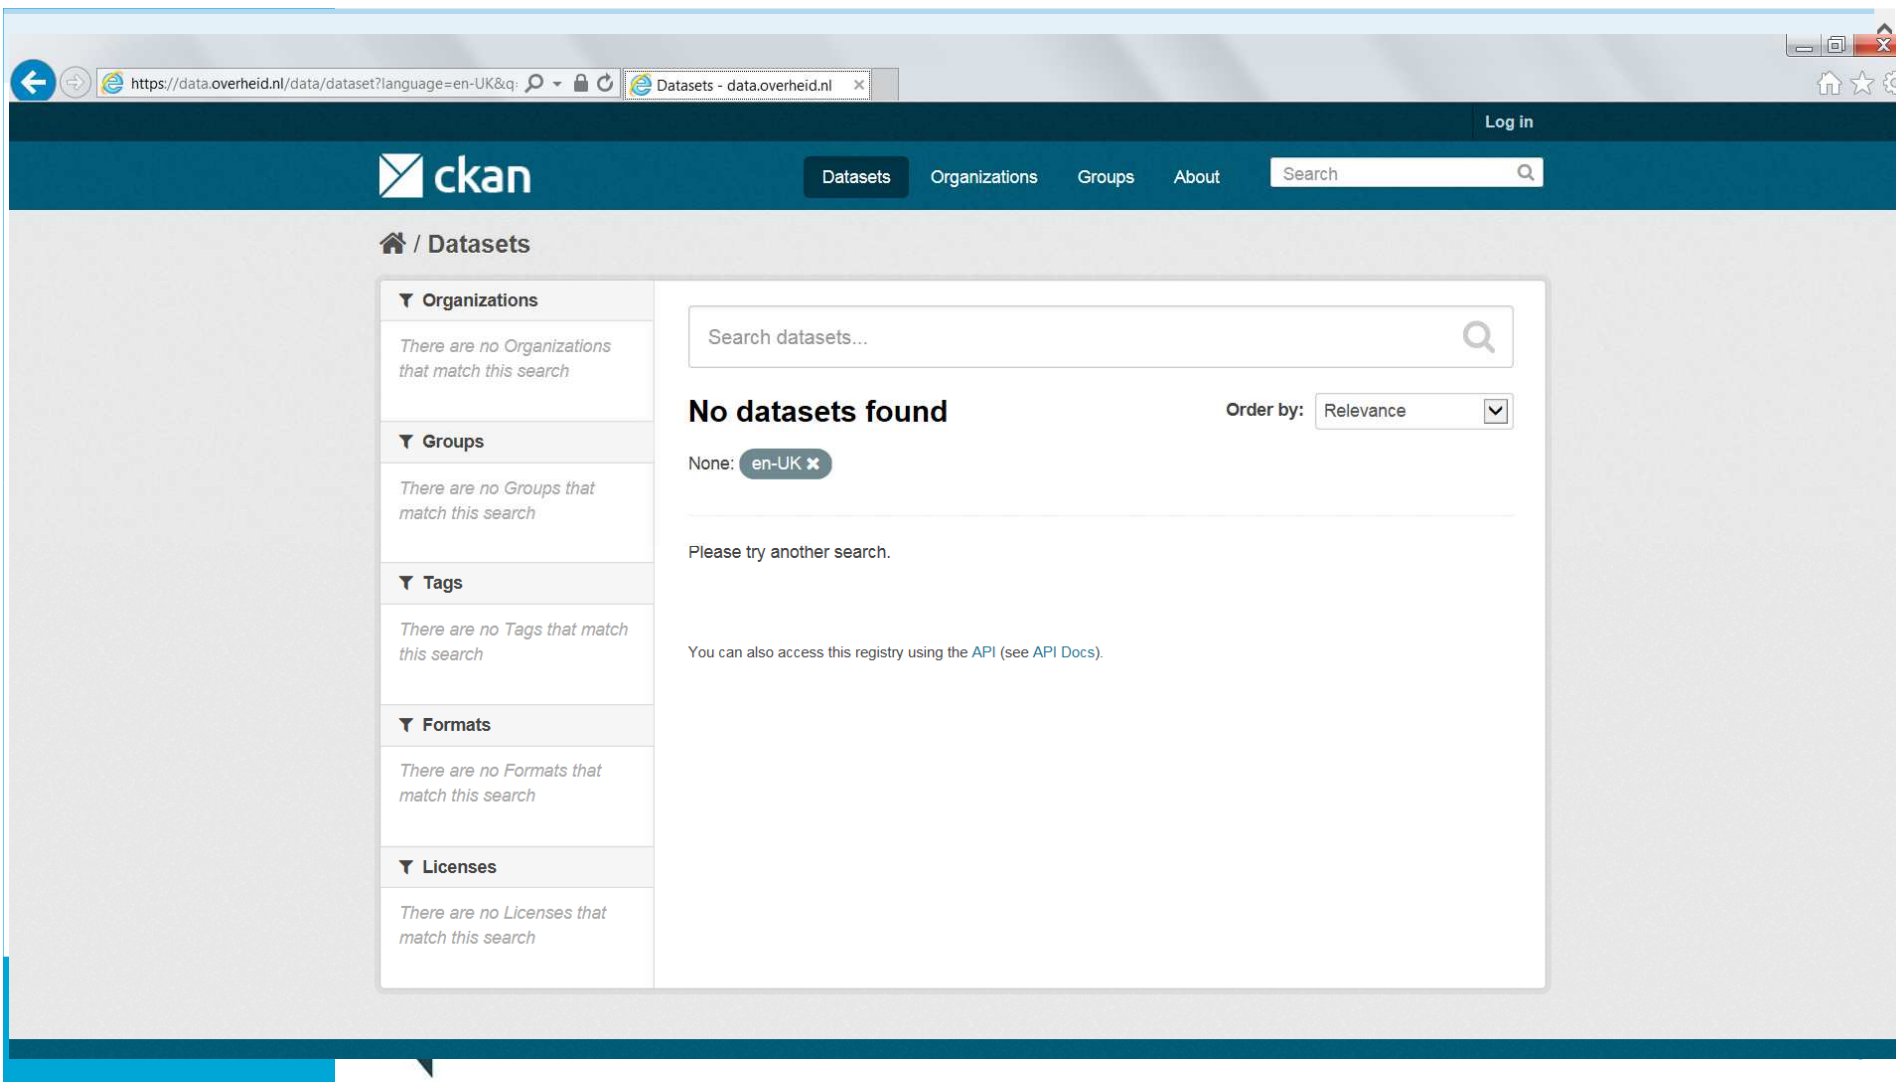 https://data.overheid.nl/data/dataset?language=en-UK&q:
Datasets - data.overheid.nl
Log in
ckan
Datasets Organizations Groups About Search
/ Datasets
Organizations
There are no Organizations
that match this search
Groups
There are no Groups that
match this search
Tags
There are no Tags that match
this search
Formats
There are no Formats that
match this search
Licenses
There are no Licenses that
match this search
Search datasets...
No datasets found
Order by: Relevance
None: en-UK
Please try another search.
You can also access this registry using the API (see API Docs).